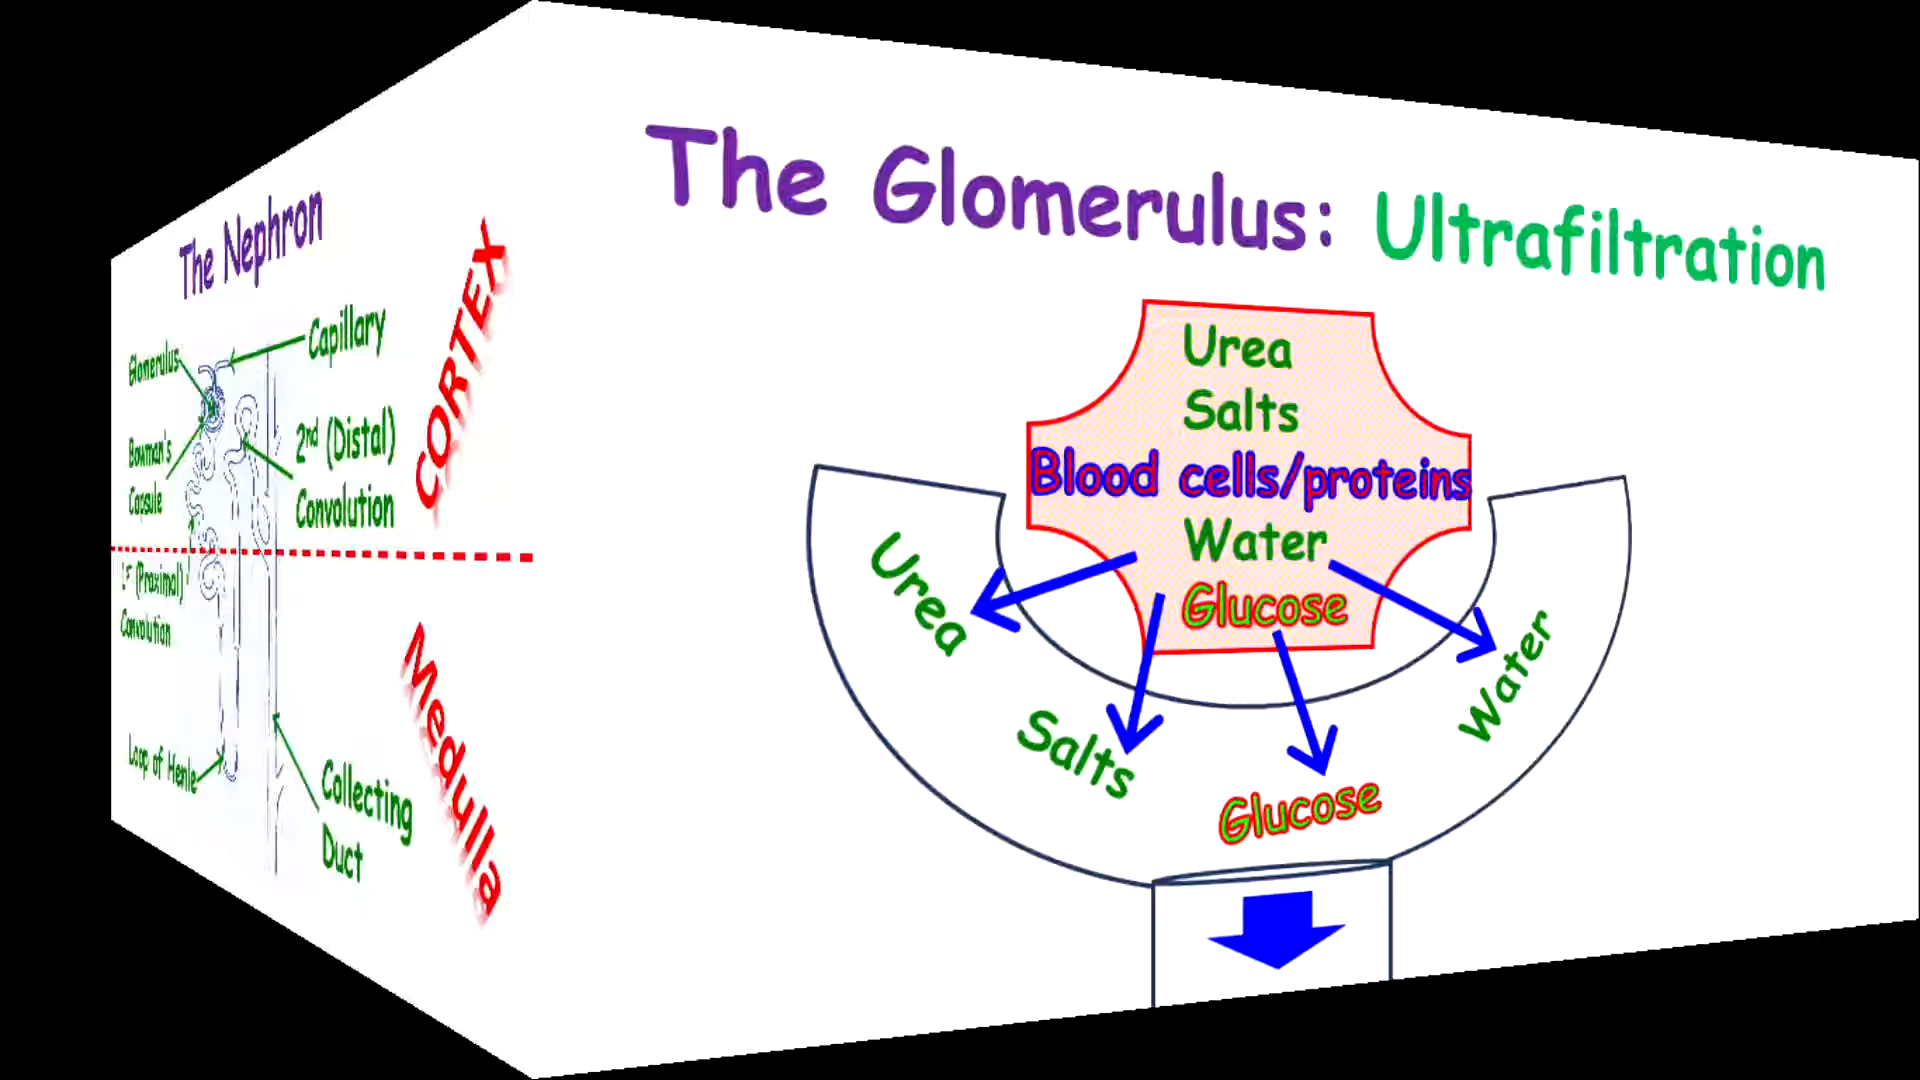 The Nephron
CORTEX
Capillary
Glomerulus
2nd (Distal)
Convolution
Bowman's
Capsule
(Proximal)
Convolution
Medulla
Loop of Henle
Collecting
Duct
The Glomerulus: Ultrafiltration
Urea
Salts
Blood cells/proteins
Water
Glucose
Urea
Salts
Glucose
Water